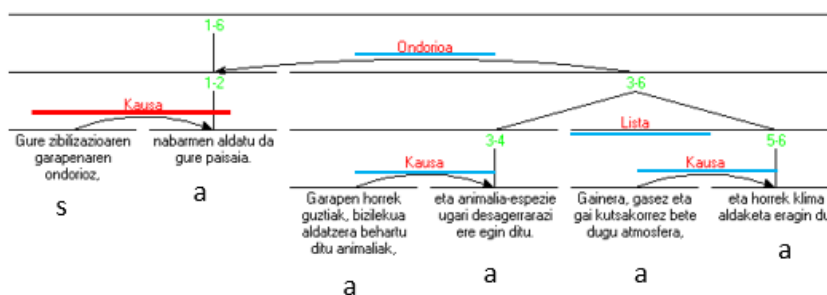 1-6
Ondorioa
1-2
3-6
Kausa
Lista
Gure zibilizazioaren
garapenaren
ondorioz,
nabarmen aldatu da
gure paisaia.
3-4
5-6
s
a
Kausa
Kausa
Garapen horrek
guztiak, bizilekua
aldatzera behartu
ditu animaliak,
eta animalia-espezie
ugari desagerrarazi
ere egin ditu.
Gainera, gasez eta
gai kutsakorrez bete
dugu atmosfera,
eta horrek klima
aldaketa eragin du
a
a
a
a